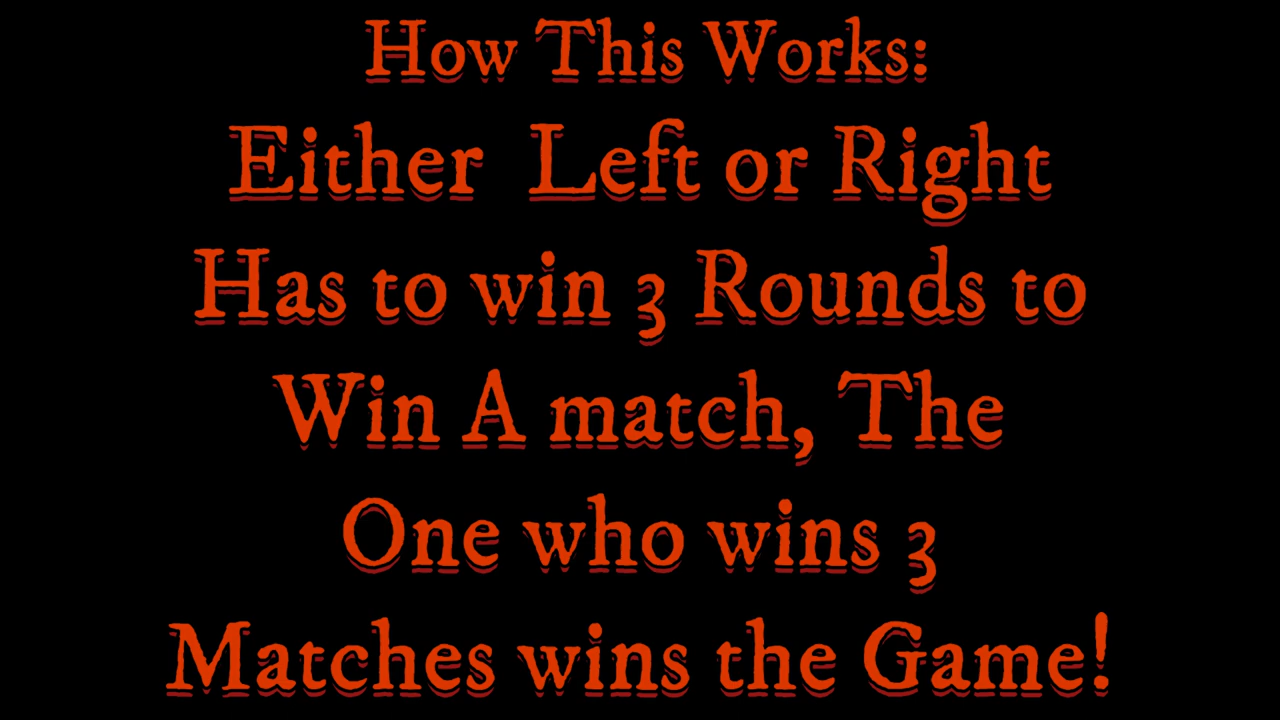 How This Works:
Either  Left or Right
Has to win 3 Rounds to
Win A match, The
One who wins 3
Matches wins the Game!